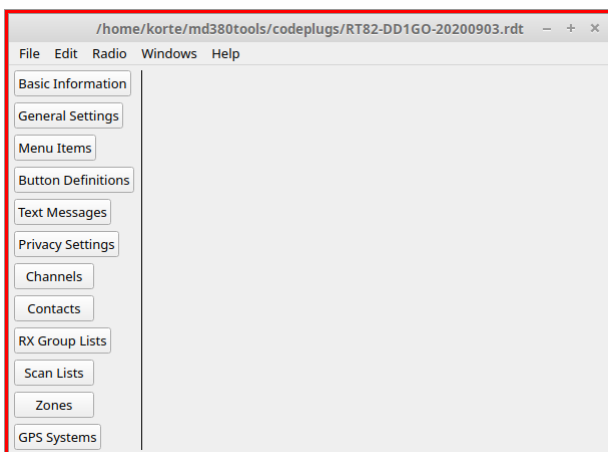 /home/korte/md380tools/codeplugs/RT82-DD1GO-20200903.rdt
File Edit Radio Windows Help
Basic Information
General Settings
Menu Items
Button Definitions
Text Messages
Privacy Settings
Channels
Contacts
RX Group Lists
Scan Lists
Zones
GPS Systems